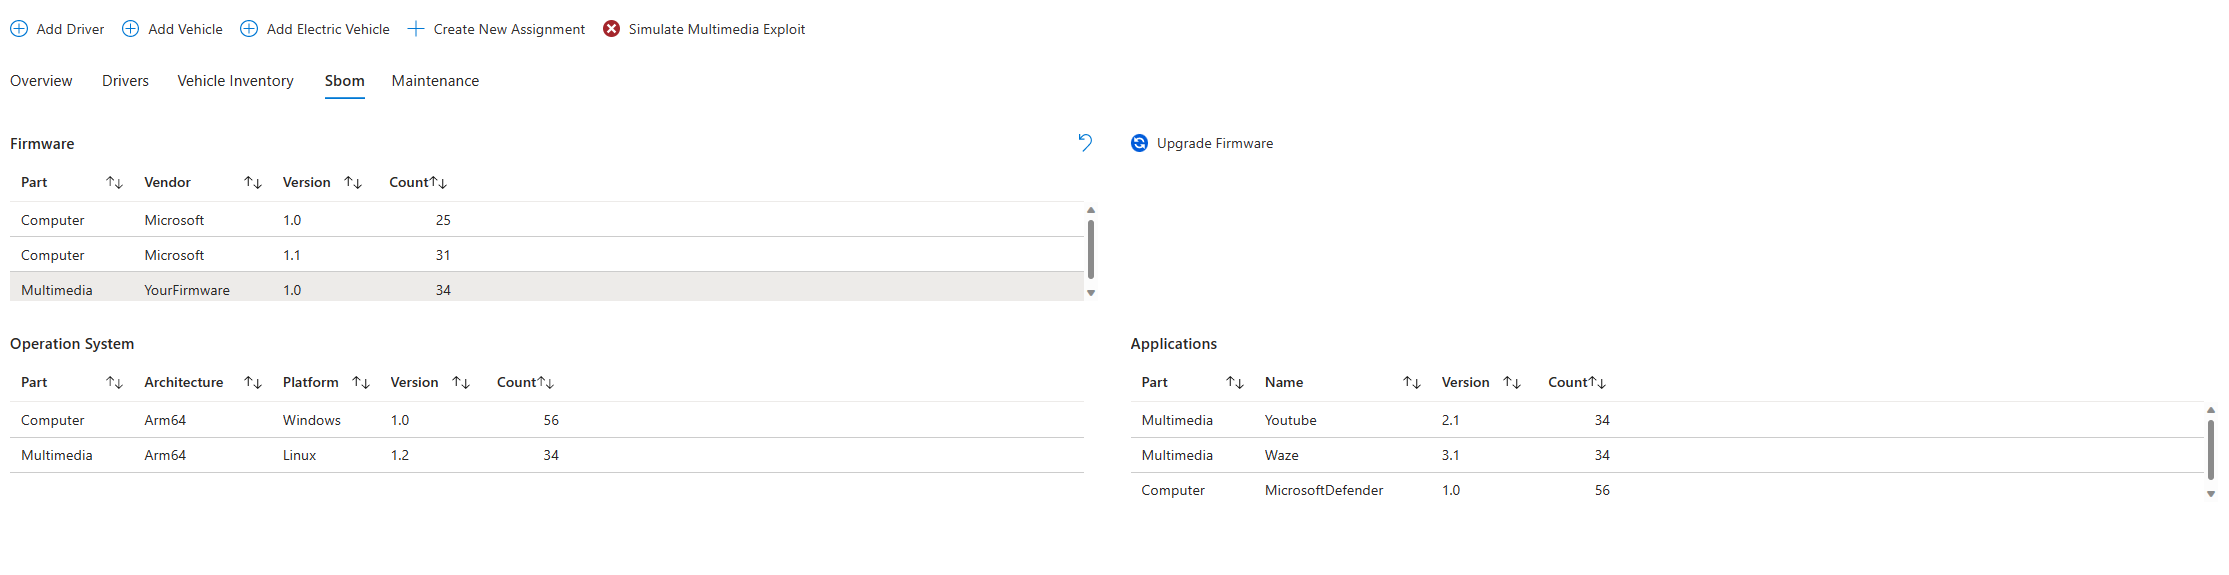 Add Driver Add Vehicle Add Electric Vehicle Create New Assignment Simulate Multimedia Exploit
Overview Drivers Vehicle Inventory Sbom Maintenance
Firmware
Part Vendor Version Count
Computer Microsoft 1.0 25
Computer Microsoft 1.1 31
Multimedia YourFirmware 1.0 34
Upgrade Firmware
Operation System
Part Architecture Platform Version Count
Computer Arm64 Windows 1.0 56
Multimedia Arm64 Linux 1.2 34
Applications
Part Name Version Count
Multimedia Youtube 2.1 34
Multimedia Waze 3.1 34
Computer MicrosoftDefender 1.0 56